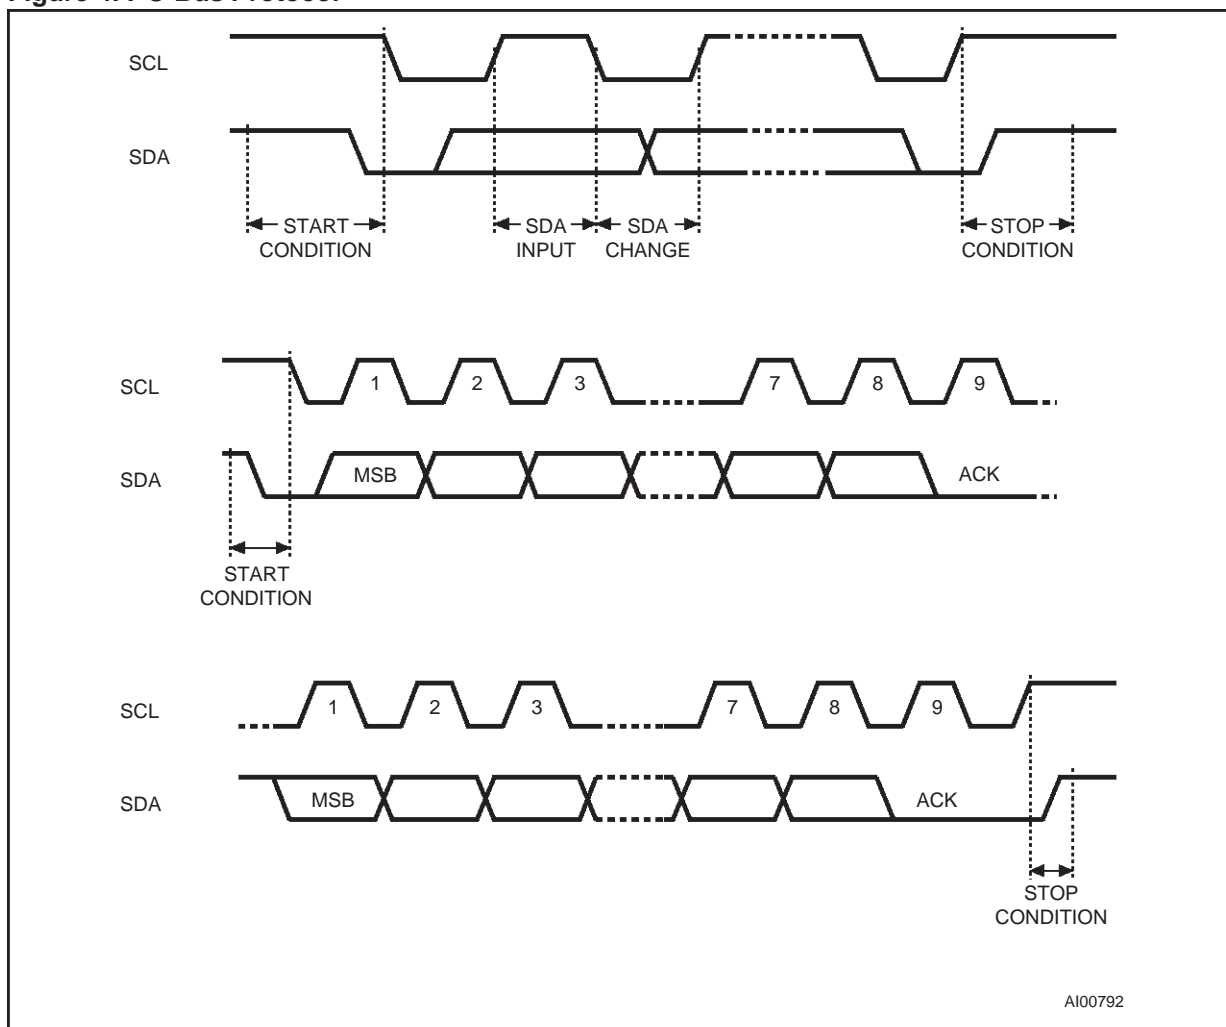 SCL
SDA
START
CONDITION
SDA
INPUT
SDA
CHANGE
STOP
CONDITION
SCL
1 2 3 7 8 9
SDA
MSB
ACK
START
CONDITION
SCL
1 2 3 7 8 9
SDA
MSB
ACK
STOP
CONDITION
AI00792